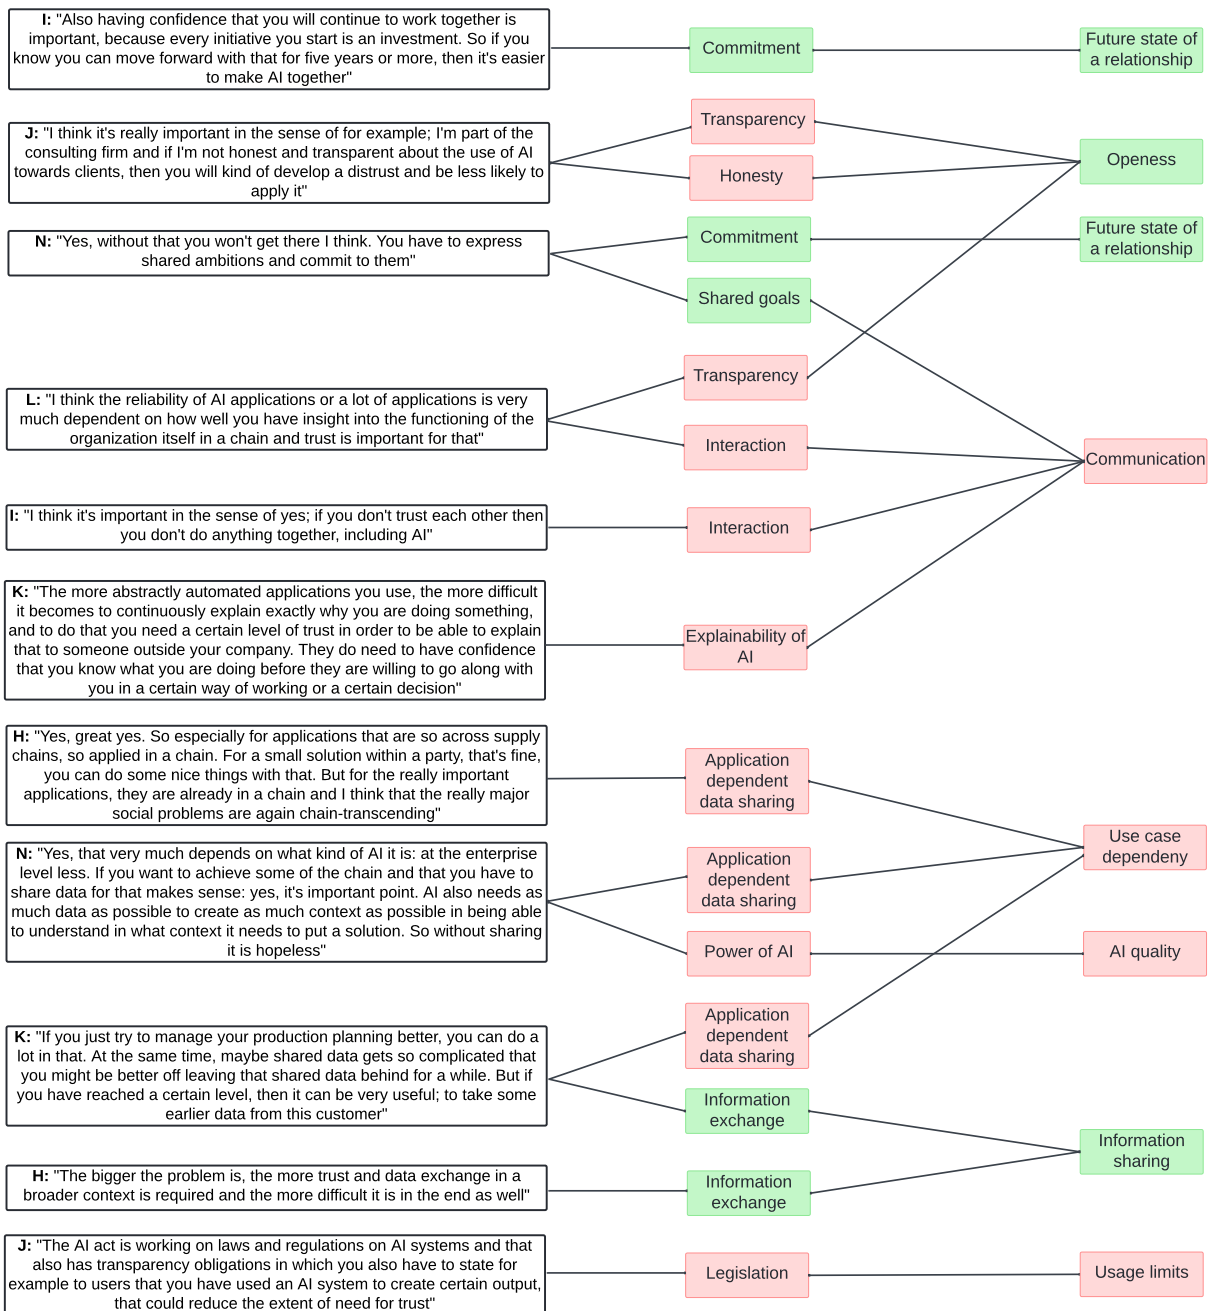 I: "Also having confidence that you will continue to work together is
important, because every initiative you start is an investment. So if you
know you can move forward with that for five years or more, then it's easier
to make AI together"
Commitment
Future state of
a relationship
J: "I think it's really important in the sense of for example; I'm part of the
consulting firm and if I'm not honest and transparent about the use of AI
towards clients, then you will kind of develop a distrust and be less likely to
apply it"
Transparency
Honesty
Openess
N: "Yes, without that you won't get there I think. You have to express
shared ambitions and commit to them"
Commitment
Shared goals
Future state of
a relationship
L: "I think the reliability of AI applications or a lot of applications is very
much dependent on how well you have insight into the functioning of the
organization itself in a chain and trust is important for that"
Transparency
Interaction
Communication
I: "I think it's important in the sense of yes; if you don't trust each other then
you don't do anything together, including AI"
Interaction
K: "The more abstractly automated applications you use, the more difficult
it becomes to continuously explain exactly why you are doing something,
and to do that you need a certain level of trust in order to be able to explain
that to someone outside your company. They do need to have confidence
that you know what you are doing before they are willing to go along with
you in a certain way of working or a certain decision"
Explainability of
AI
H: "Yes, great yes. So especially for applications that are so across supply
chains, so applied in a chain. For a small solution within a party, that's fine,
you can do some nice things with that. But for the really important
applications, they are already in a chain and I think that the really major
social problems are again chain-transcending"
Application
dependent
data sharing
Use case
dependeny
N: "Yes, that very much depends on what kind of AI it is: at the enterprise
level less. If you want to achieve some of the chain and that you have to
share data for that makes sense: yes, it's important point. AI also needs as
much data as possible to create as much context as possible in being able
to understand in what context it needs to put a solution. So without sharing
it is hopeless"
Application
dependent
data sharing
Power of AI
AI quality
K: "If you just try to manage your production planning better, you can do a
lot in that. At the same time, maybe shared data gets so complicated that
you might be better off leaving that shared data behind for a while. But if
you have reached a certain level, then it can be very useful; to take some
earlier data from this customer"
Application
dependent
data sharing
Information
exchange
Information
sharing
H: "The bigger the problem is, the more trust and data exchange in a
broader context is required and the more difficult it is in the end as well"
Information
exchange
J: "The AI act is working on laws and regulations on AI systems and that
also has transparency obligations in which you also have to state for
example to users that you have used an AI system to create certain output,
that could reduce the extent of need for trust"
Legislation
Usage limits